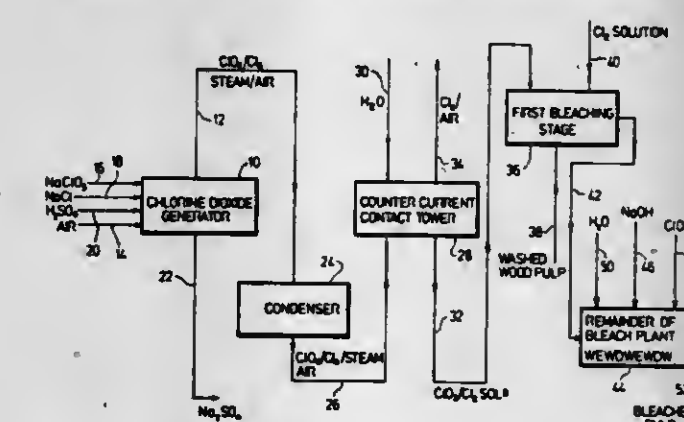 ClO₂/Cl₂
STEAM/AIR
12
10
NaClO₃ 16
NaCl 18
H₂SO₄ 20
AIR 14
CHLORINE DIOXIDE
GENERATOR
22
Na₂SO₄
24
CONDENSER
ClO₂/Cl₂/STEAM
AIR
26
30
H₂O
Cl₂/
AIR
34
COUNTER CURRENT
CONTACT TOWER
28
32
ClO₂/Cl₂ SOL
Cl₂ SOLUTION
40
FIRST BLEACHING
STAGE
36
38
WASHED
WOOD PULP
42
H₂O
50
NaOH
REMAINDER OF
BLEACH PLANT
WEWDWEWDW
44